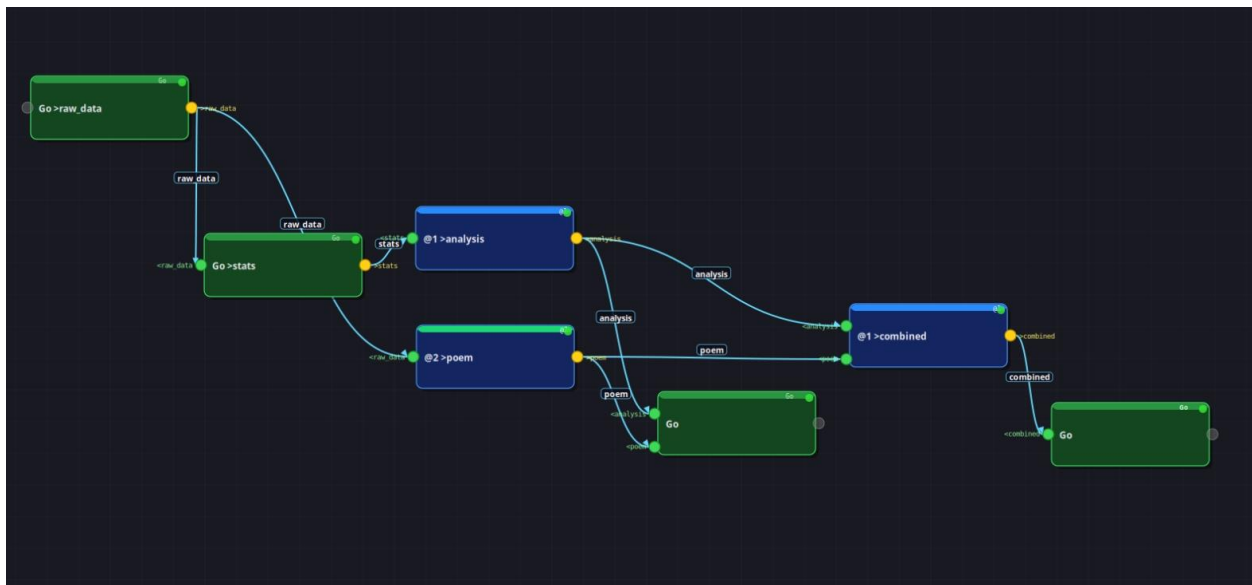 Go
Go >raw_data
>raw_data
raw_data
raw_data
Go
<raw_data
Go >stats
>stats
<stats
stats
@1 >analysis
>analysis
analysis
analysis
<raw_data
@2 >poem
>poem
poem
poem
<analysis
<poem
Go
Go
<analysis
<poem
@1 >combined
>combined
combined
Go
<combined
Go